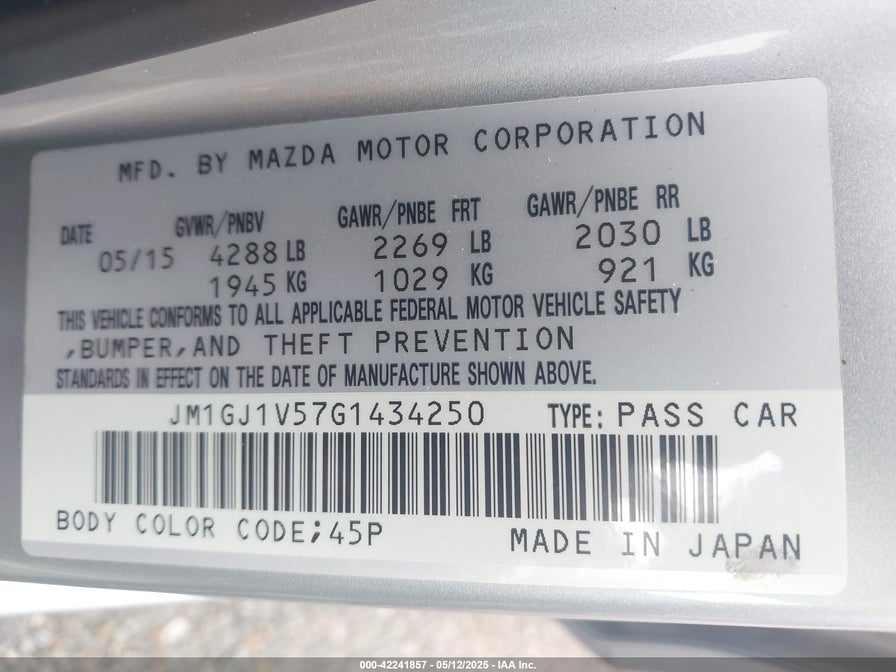 MFD. BY MAZDA MOTOR CORPORATION
DATE GVWR/PNBV GAWR/PNBE FRT GAWR/PNBE RR
05/15 4288 LB 2269 LB 2030 LB
1945 KG 1029 KG 921 KG
THIS VEHICLE CONFORMS TO ALL APPLICABLE FEDERAL MOTOR VEHICLE SAFETY
,BUMPER,AND THEFT PREVENTION
STANDARDS IN EFFECT ON THE DATE OF MANUFACTURE SHOWN ABOVE.
JM1GJ1V57G1434250 TYPE: PASS CAR
BODY COLOR CODE;45P MADE IN JAPAN
000-42241857 - 05/12/2025 - IAA Inc.